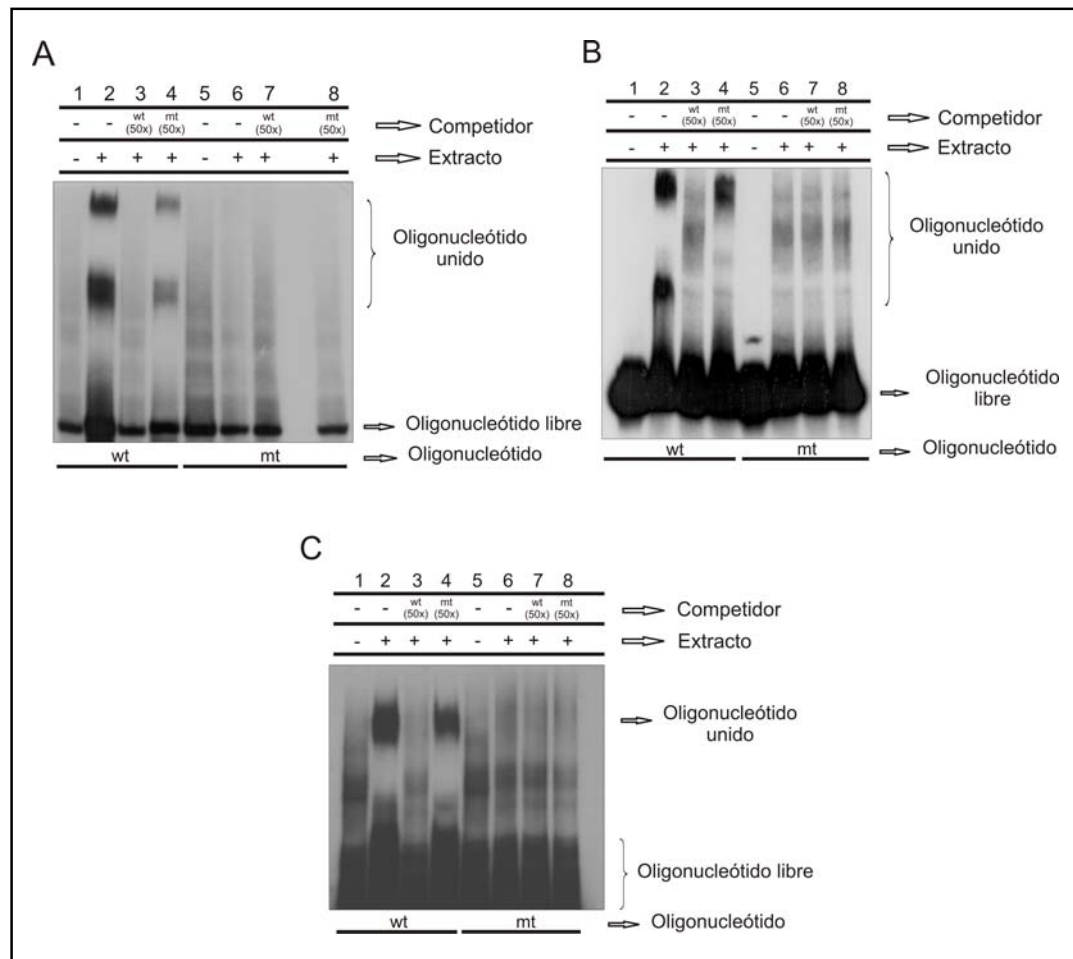 A
1 2 3 4 5 6 7 8
- - wt (50x) mt (50x) - - wt (50x) mt (50x)
Competidor
- + + + - + + +
Extracto
Oligonucleótido
unido
Oligonucleótido libre
wt mt
Oligonucleótido
B
1 2 3 4 5 6 7 8
- - wt (50x) mt (50x) - - wt (50x) mt (50x)
Competidor
- + + + - + + +
Extracto
Oligonucleótido
unido
Oligonucleótido
libre
wt mt
Oligonucleótido
C
1 2 3 4 5 6 7 8
- - wt (50x) mt (50x) - - wt (50x) mt (50x)
Competidor
- + + + - + + +
Extracto
Oligonucleótido
unido
Oligonucleótido libre
wt mt
Oligonucleótido